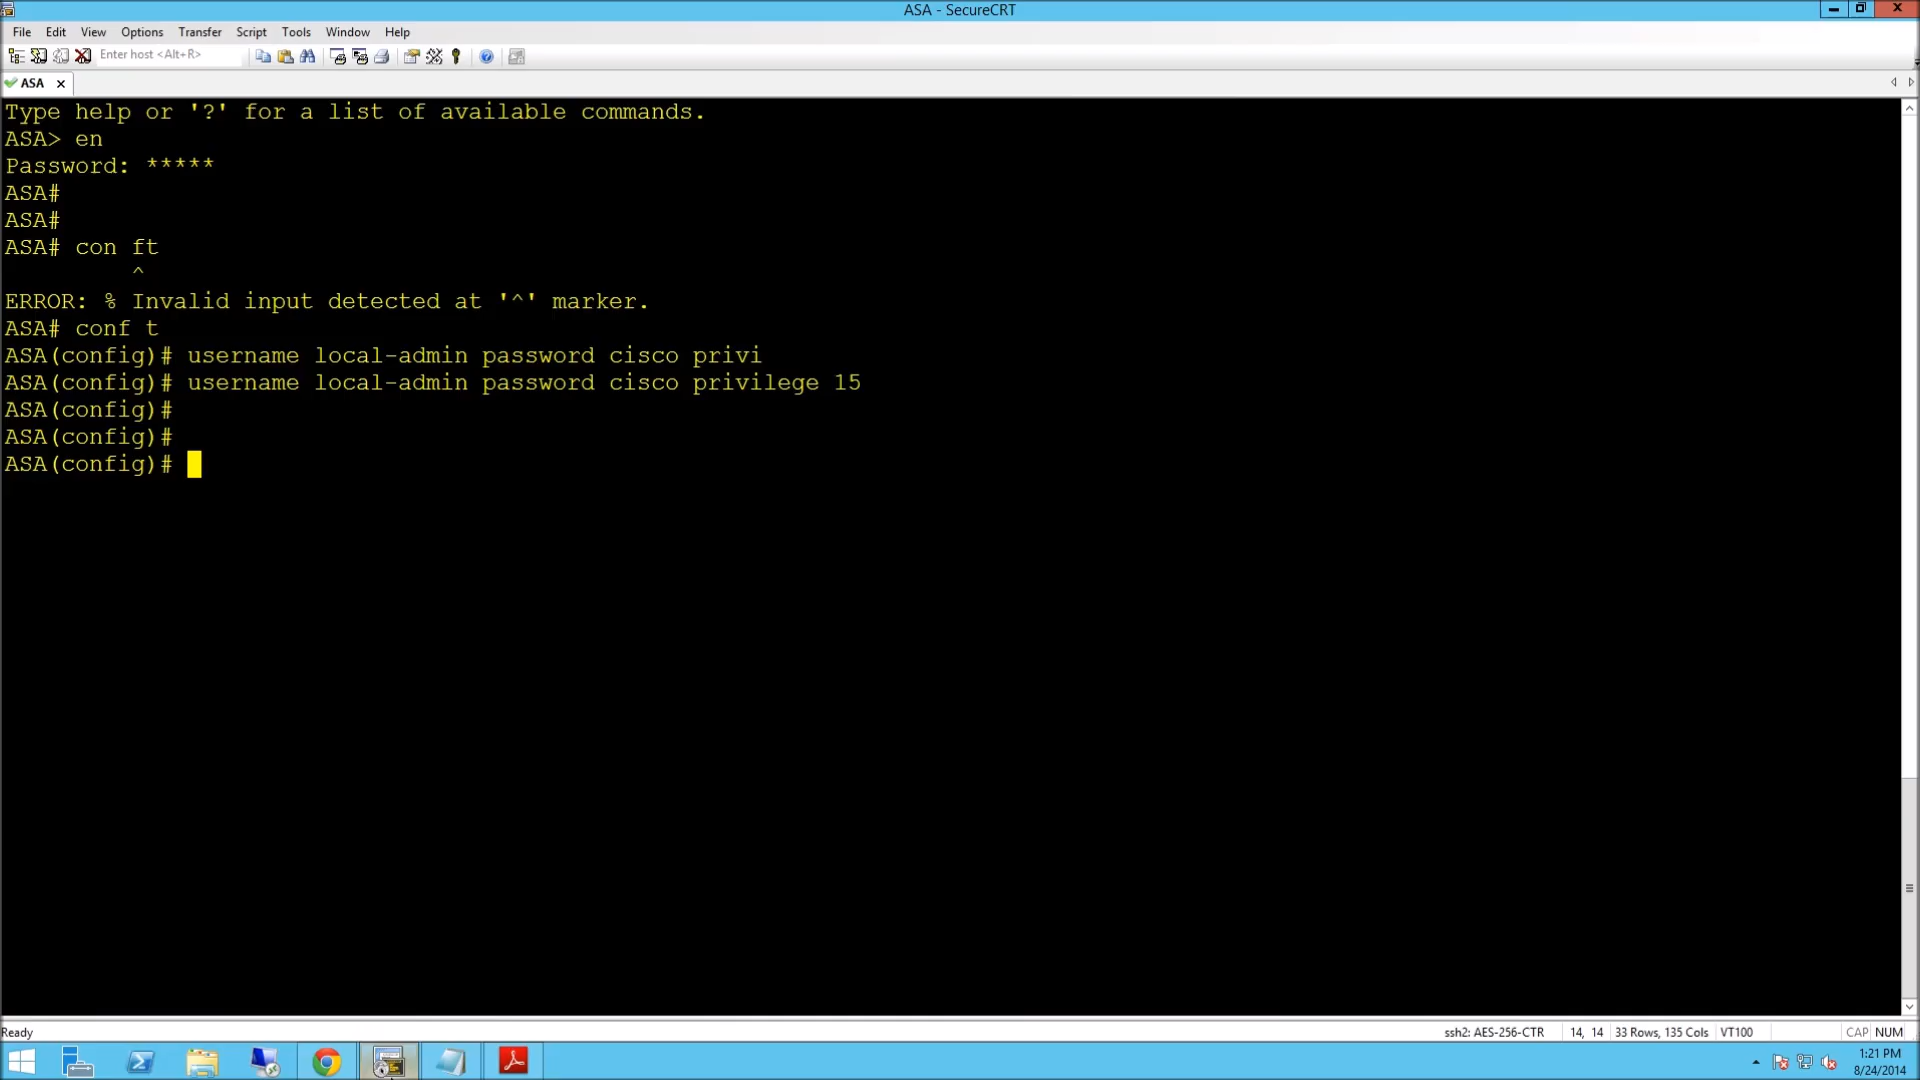 ASA - SecureCRT
File Edit View Options Transfer Script Tools Window Help
Enter host <Alt+R>
ASA
Type help or '?' for a list of available commands.
ASA> en
Password: *****
ASA#
ASA#
ASA# con ft
^
ERROR: % Invalid input detected at '^' marker.
ASA# conf t
ASA(config)# username local-admin password cisco privi
ASA(config)# username local-admin password cisco privilege 15
ASA(config)#
ASA(config)#
ASA(config)#
Ready ssh2: AES-256-CTR 14, 14 33 Rows, 135 Cols VT100 CAP NUM
1:21 PM
8/24/2014